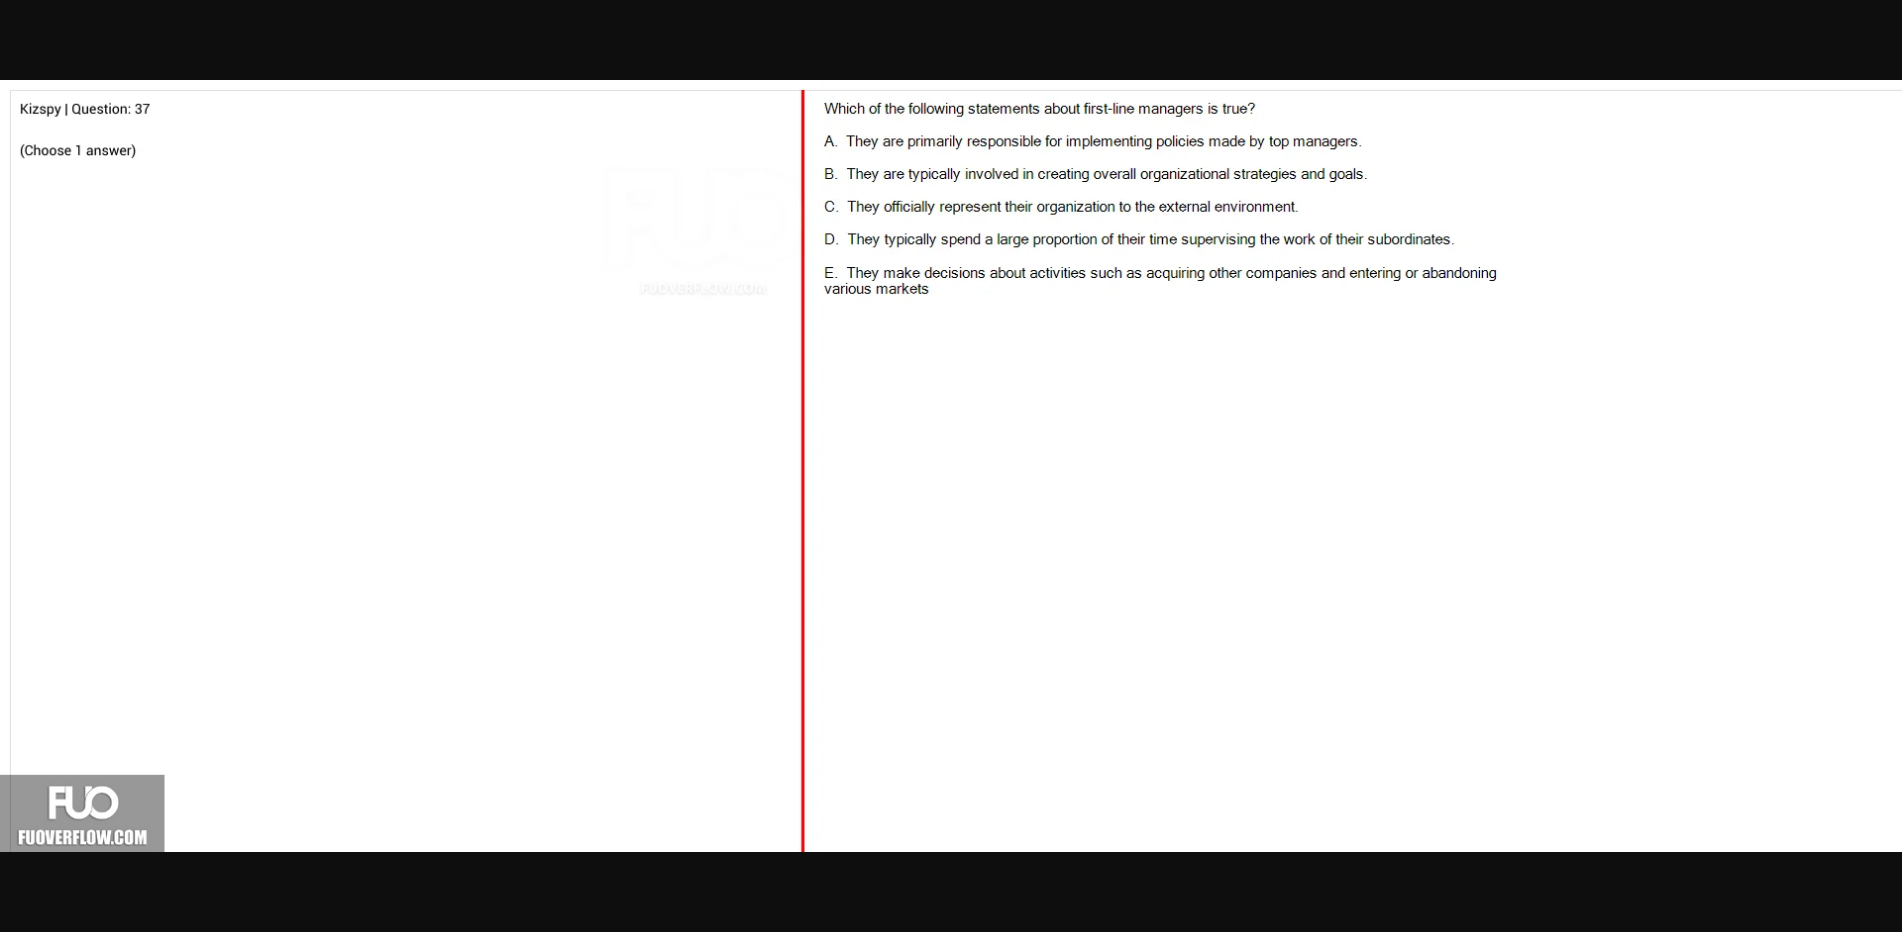 Kizspy | Question: 37
(Choose 1 answer)
Which of the following statements about first-line managers is true?
A. They are primarily responsible for implementing policies made by top managers.
B. They are typically involved in creating overall organizational strategies and goals.
C. They officially represent their organization to the external environment.
D. They typically spend a large proportion of their time supervising the work of their subordinates.
E. They make decisions about activities such as acquiring other companies and entering or abandoning
various markets
FUO
FUOVERFLOW.COM
FUO
FUOVERFLOW.COM